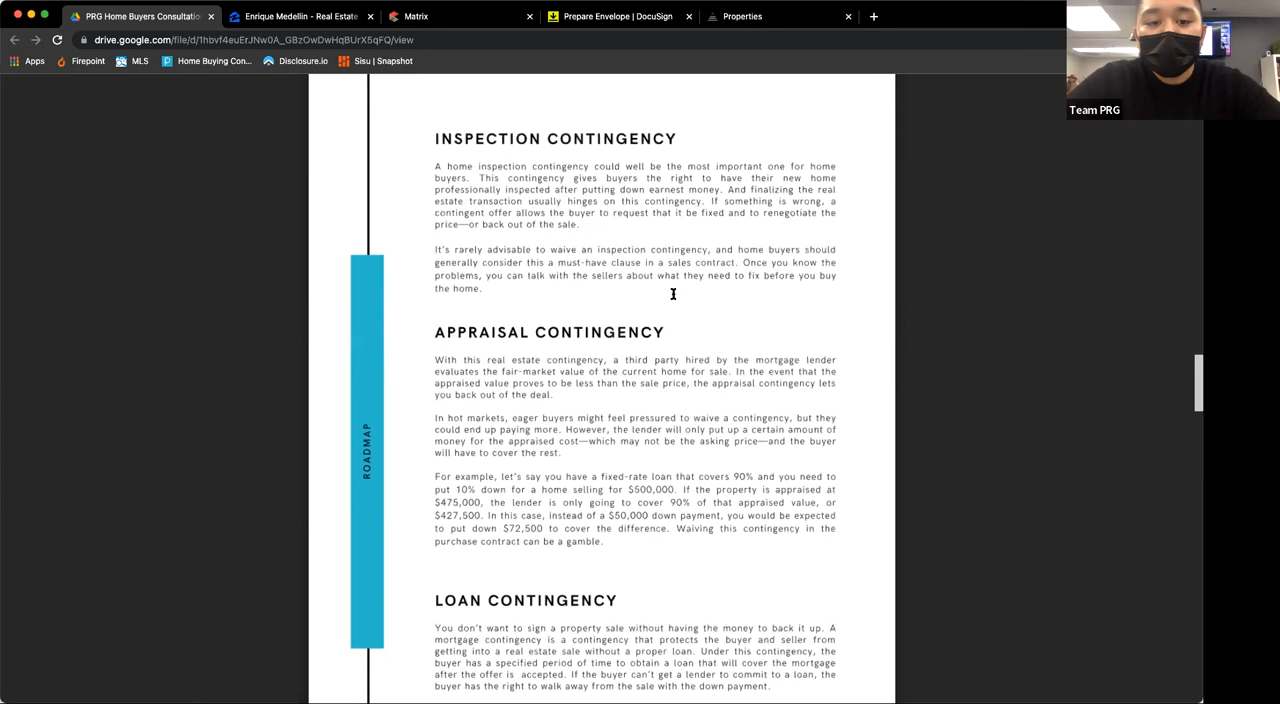 PRG Home Buyers Consultatio
Enrique Medellin - Real Estate
Matrix
Prepare Envelope | DocuSign
Properties
drive.google.com/file/d/1hbvf4euErJNw0A_GBzOwDwHqBUrX5qFQ/view
Apps
Firepoint
MLS
Home Buying Con...
Disclosure.io
Sisu | Snapshot
Team PRG
INSPECTION CONTINGENCY
A home inspection contingency could well be the most important one for home
buyers. This contingency gives buyers the right to have their new home
professionally inspected after putting down earnest money. And finalizing the real
estate transaction usually hinges on this contingency. If something is wrong, a
contingent offer allows the buyer to request that it be fixed and to renegotiate the
price—or back out of the sale.
It's rarely advisable to waive an inspection contingency, and home buyers should
generally consider this a must-have clause in a sales contract. Once you know the
problems, you can talk with the sellers about what they need to fix before you buy
the home.
APPRAISAL CONTINGENCY
With this real estate contingency, a third party hired by the mortgage lender
evaluates the fair-market value of the current home for sale. In the event that the
appraised value proves to be less than the sale price, the appraisal contingency lets
you back out of the deal.
In hot markets, eager buyers might feel pressured to waive a contingency, but they
could end up paying more. However, the lender will only put up a certain amount of
money for the appraised cost—which may not be the asking price—and the buyer
will have to cover the rest.
For example, let's say you have a fixed-rate loan that covers 90% and you need to
put 10% down for a home selling for $500,000. If the property is appraised at
$475,000, the lender is only going to cover 90% of that appraised value, or
$427,500. In this case, instead of a $50,000 down payment, you would be expected
to put down $72,500 to cover the difference. Waiving this contingency in the
purchase contract can be a gamble.
ROADMAP
LOAN CONTINGENCY
You don't want to sign a property sale without having the money to back it up. A
mortgage contingency is a contingency that protects the buyer and seller from
getting into a real estate sale without a proper loan. Under this contingency, the
buyer has a specified period of time to obtain a loan that will cover the mortgage
after the offer is accepted. If the buyer can't get a lender to commit to a loan, the
buyer has the right to walk away from the sale with the down payment.